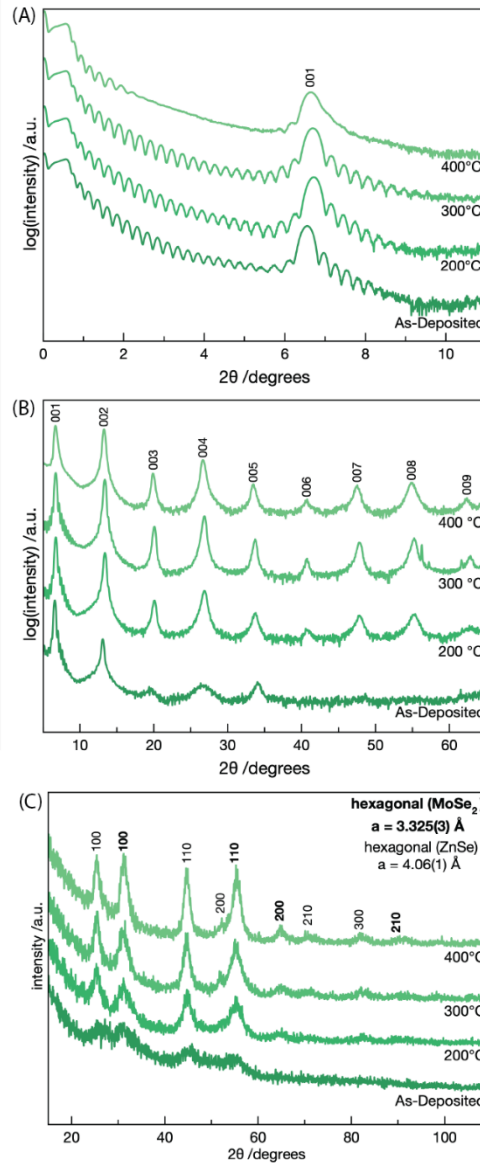 (A)
001
400°C
300°C
200°C
As-Deposited
log(intensity) /a.u.
0 2 4 6 8 10
2θ /degrees
(B)
001 002 003 004 005 006 007 008 009
400 °C
300 °C
200 °C
As-Deposited
log(intensity) /a.u.
10 20 30 40 50 60
2θ /degrees
(C)
hexagonal (MoSe2)
a = 3.325(3) Å
hexagonal (ZnSe)
a = 4.06(1) Å
100 100 110 200 110 200 210 300 210
400°C
300°C
200°C
As-Deposited
intensity /a.u.
20 40 60 80 100
2θ /degrees